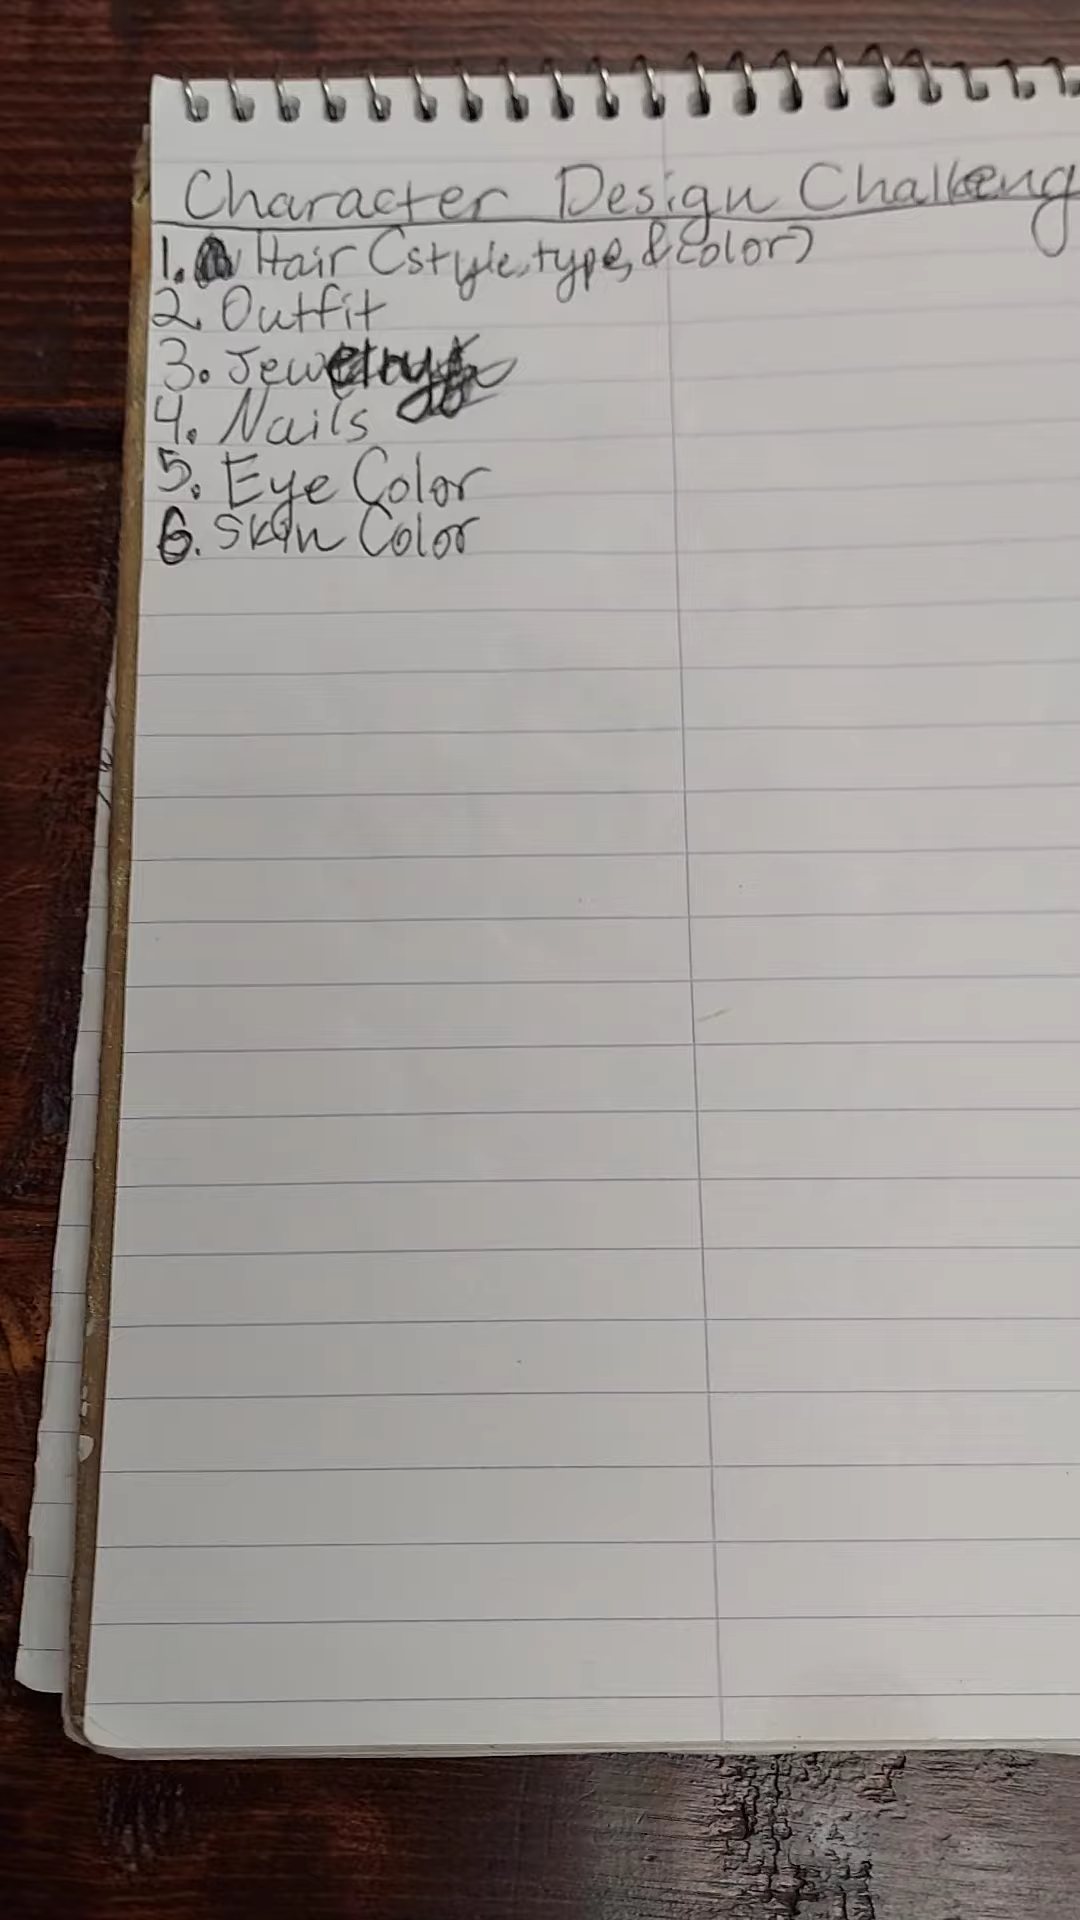 Character Design Challeng
1. Hair (style, type, & color)
2. Outfit
3. Jewelry
4. Nails
5. Eye Color
6. Skin Color